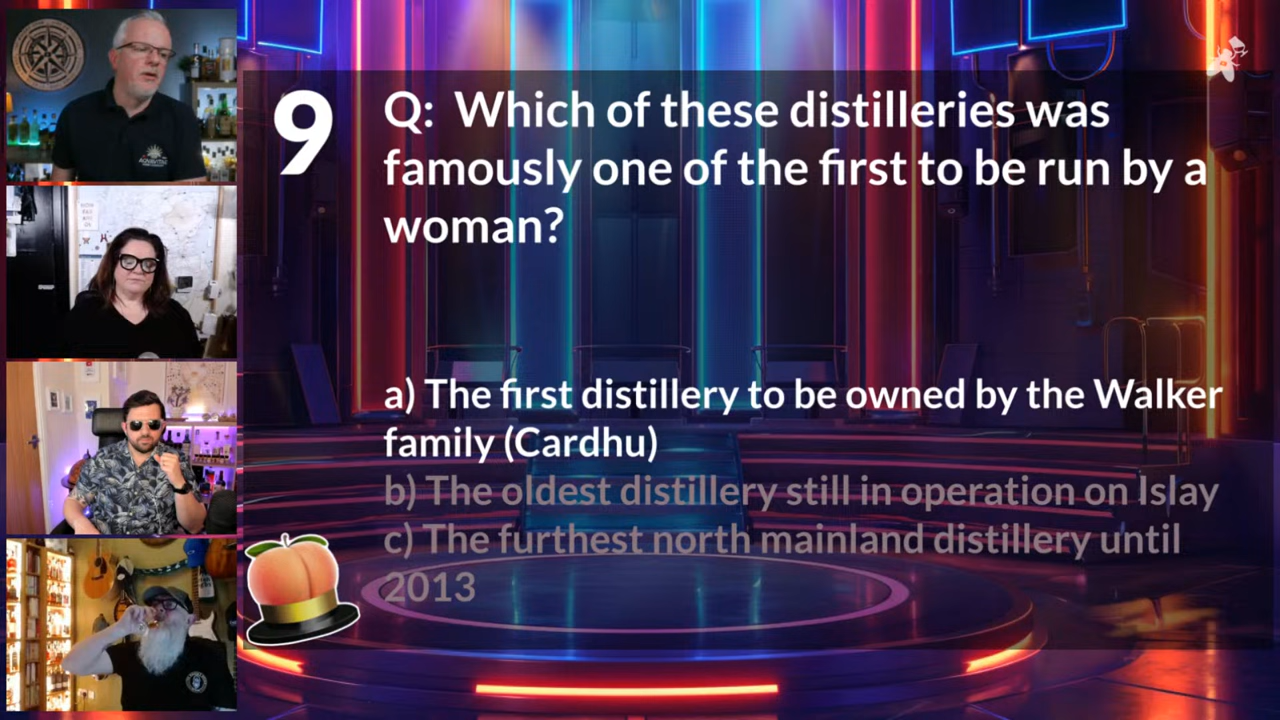 9
Q: Which of these distilleries was
famously one of the first to be run by a
woman?
a) The first distillery to be owned by the Walker
family (Cardhu)
b) The oldest distillery still in operation on Islay
c) The furthest north mainland distillery until
2013